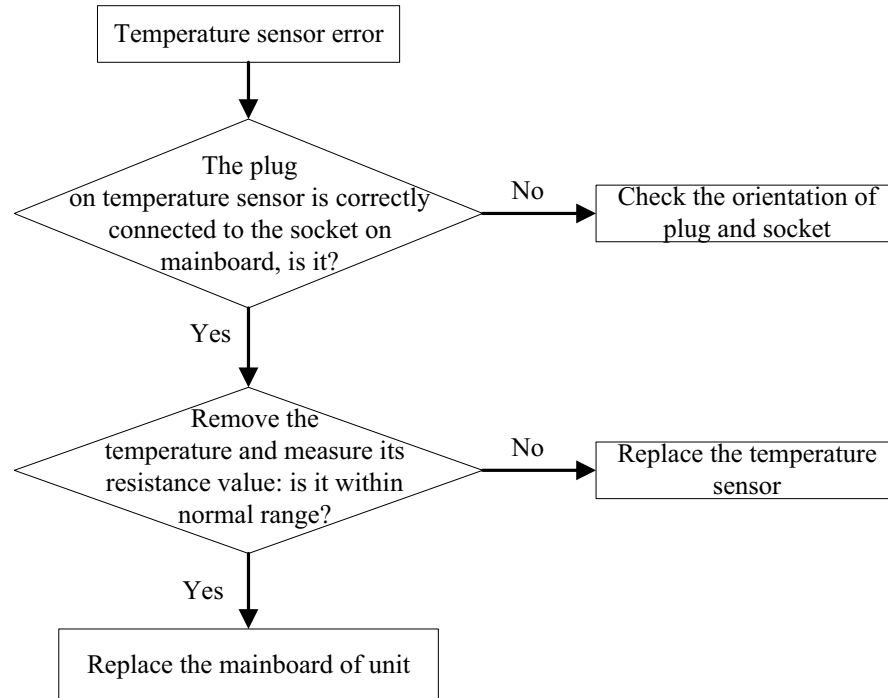 Temperature sensor error
The plug
on temperature sensor is correctly
connected to the socket on
mainboard, is it?
No
Check the orientation of
plug and socket
Yes
Remove the
temperature and measure its
resistance value: is it within
normal range?
No
Replace the temperature
sensor
Yes
Replace the mainboard of unit